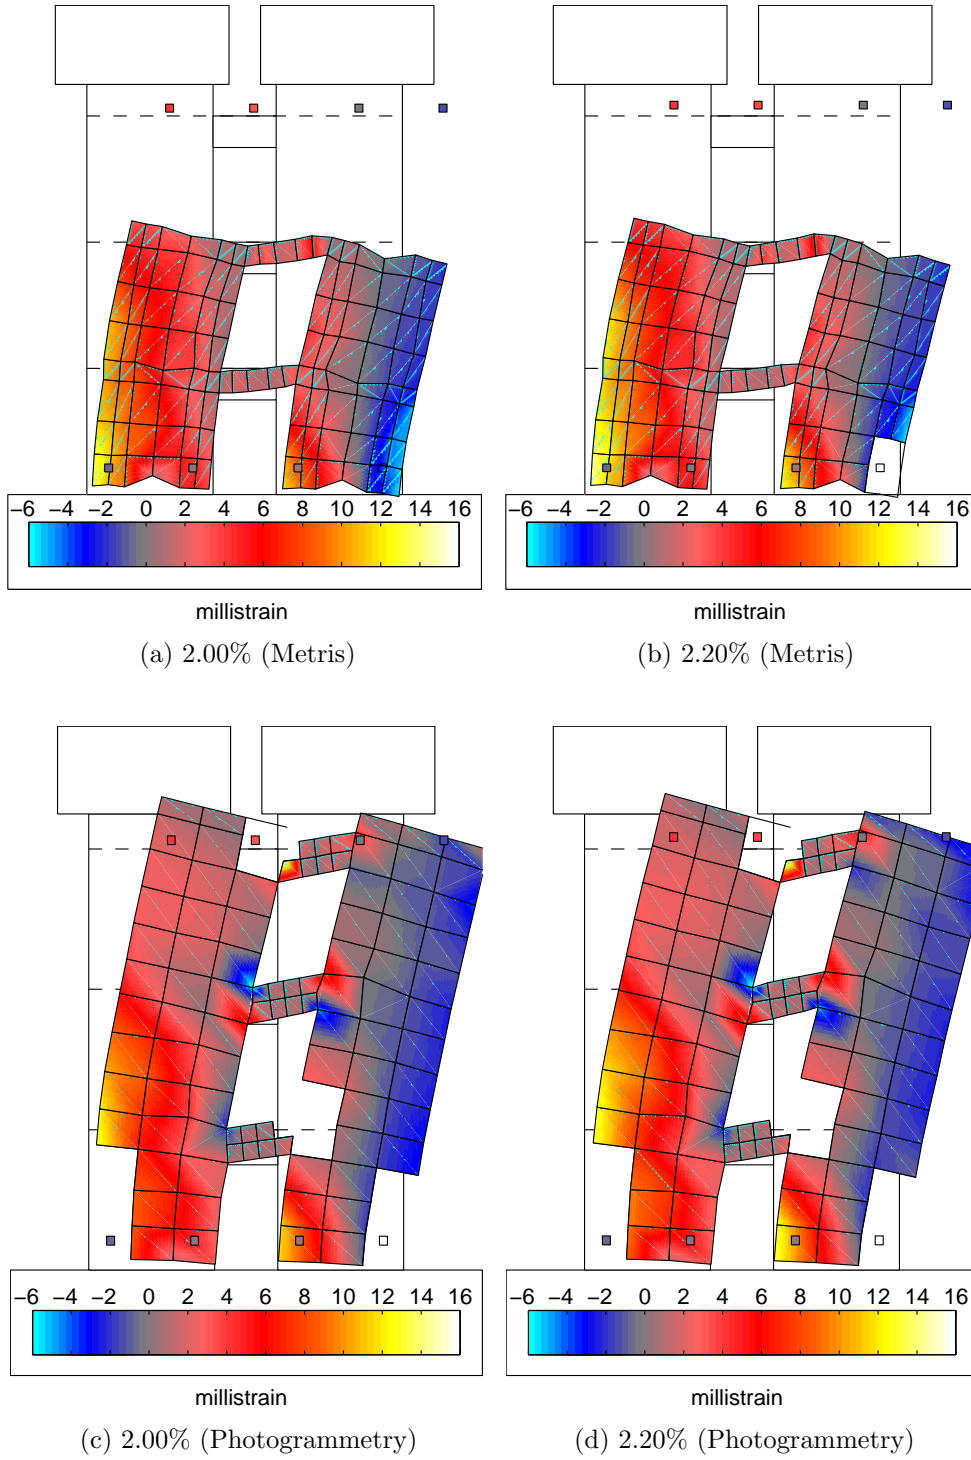 −6 −4 −2 0 2 4 6 8 10 12 14 16
millistrain
(a) 2.00% (Metris)
−6 −4 −2 0 2 4 6 8 10 12 14 16
millistrain
(b) 2.20% (Metris)
−6 −4 −2 0 2 4 6 8 10 12 14 16
millistrain
(c) 2.00% (Photogrammetry)
−6 −4 −2 0 2 4 6 8 10 12 14 16
millistrain
(d) 2.20% (Photogrammetry)